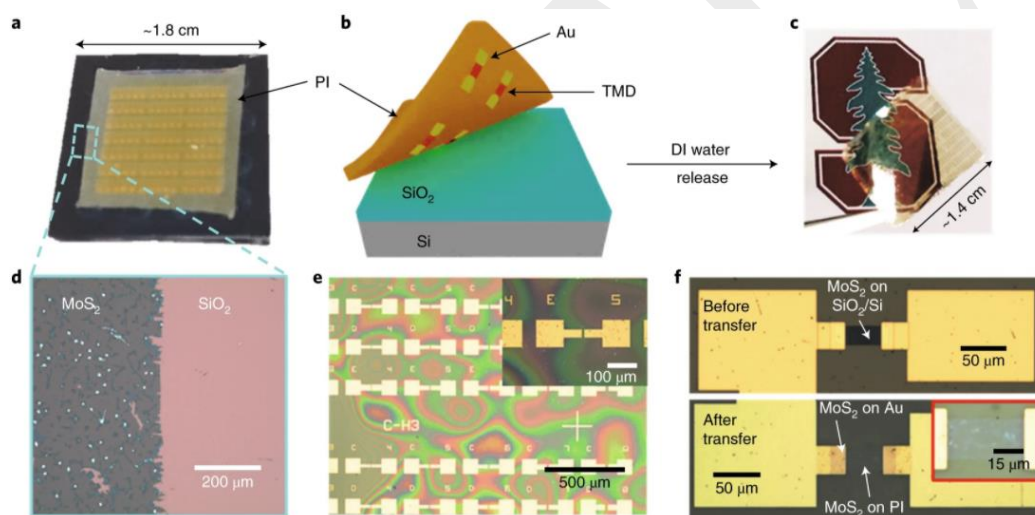 a
~1.8 cm
PI
b
Au
TMD
SiO₂
Si
DI water
release
c
~1.4 cm
d
MoS₂
SiO₂
200 μm
e
4 E S
100 μm
C-H3
500 μm
f
Before
transfer
MoS₂ on
SiO₂/Si
50 μm
After
transfer
MoS₂ on Au
15 μm
50 μm
MoS₂ on PI